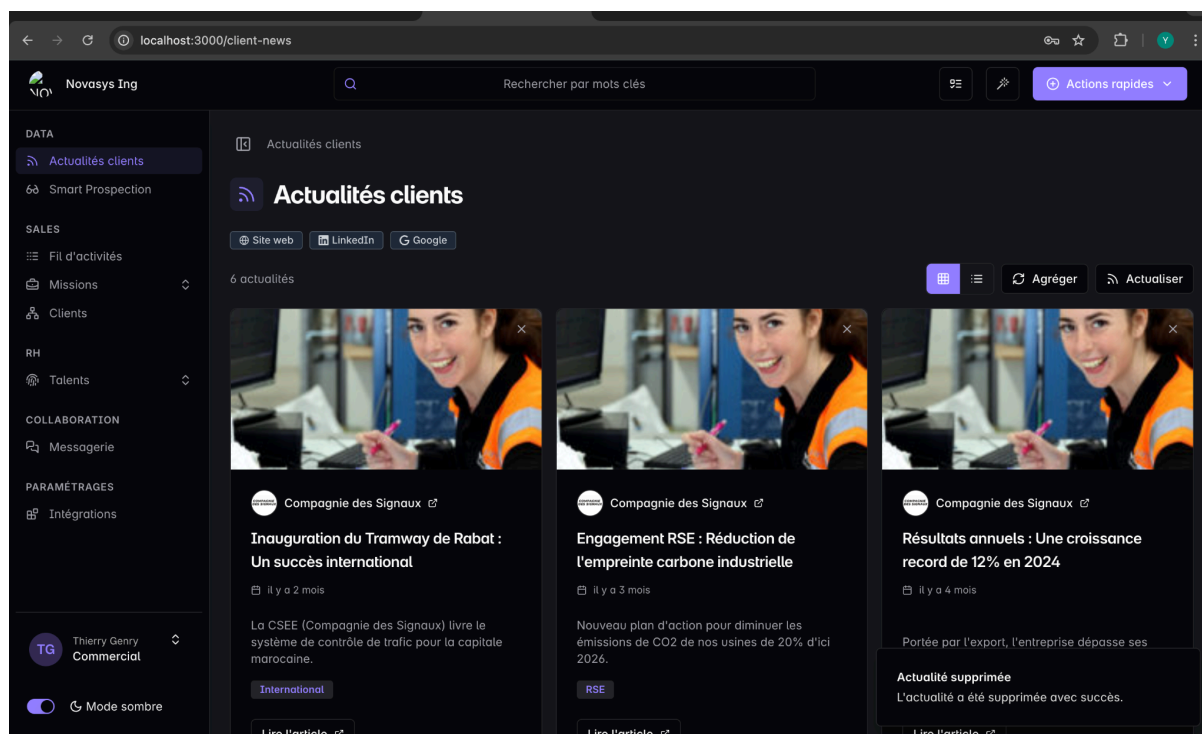 localhost:3000/client-news
Y
Novasys Ing
Rechercher par mots clés
Actions rapides
DATA
Actualités clients
Smart Prospection
SALES
Fil d'activités
Missions
Clients
RH
Talents
COLLABORATION
Messagerie
PARAMÉTRAGES
Intégrations
TG
Thierry Genry
Commercial
Mode sombre
Actualités clients
Actualités clients
Site web
LinkedIn
Google
6 actualités
Agréger
Actualiser
Compagnie des Signaux
Inauguration du Tramway de Rabat :
Un succès international
il y a 2 mois
La CSEE (Compagnie des Signaux) livre le
système de contrôle de trafic pour la capitale
marocaine.
International
Lire l'article
Compagnie des Signaux
Engagement RSE : Réduction de
l'empreinte carbone industrielle
il y a 3 mois
Nouveau plan d'action pour diminuer les
émissions de CO2 de nos usines de 20% d'ici
2026.
RSE
Lire l'article
Compagnie des Signaux
Résultats annuels : Une croissance
record de 12% en 2024
il y a 4 mois
Portée par l'export, l'entreprise dépasse ses
Lire l'article
Actualité supprimée
L'actualité a été supprimée avec succès.